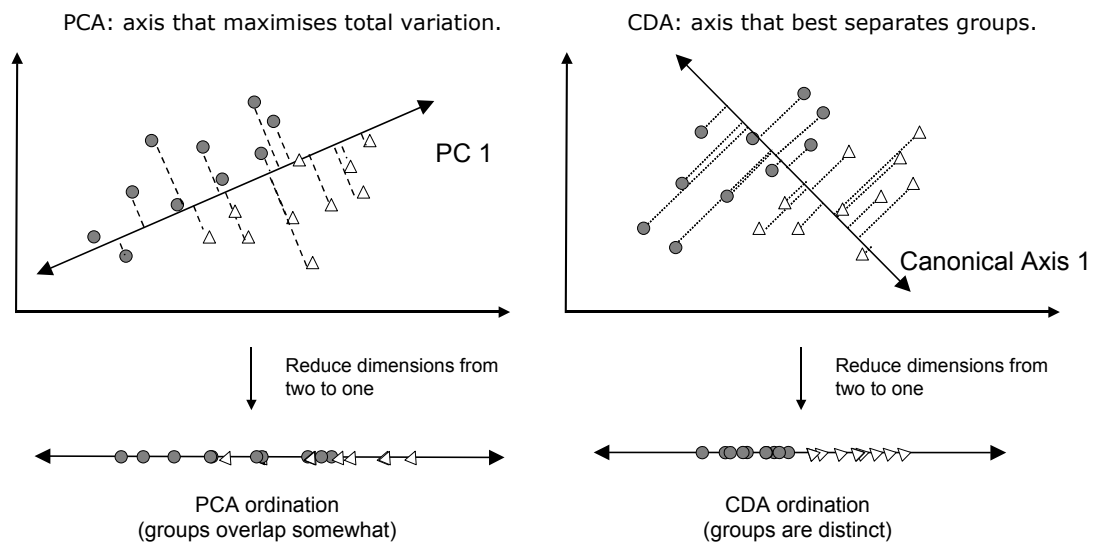 PCA: axis that maximises total variation.
PC 1
Reduce dimensions from
two to one
PCA ordination
(groups overlap somewhat)
CDA: axis that best separates groups.
Canonical Axis 1
Reduce dimensions from
two to one
CDA ordination
(groups are distinct)